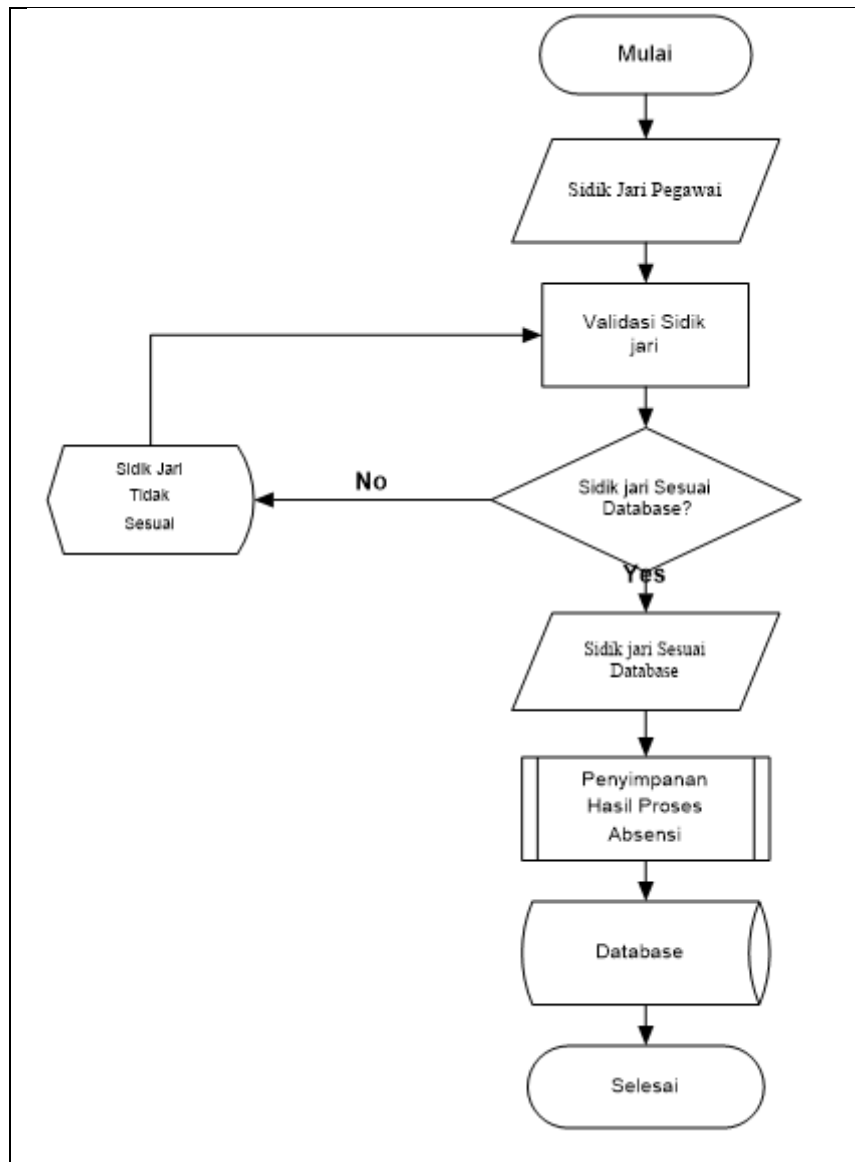 Mulai
Sidik Jari Pegawai
Validasi Sidik
jari
Sidik jari Sesuai
Database?
No
Sidik Jari
Tidak
Sesuai
Yes
Sidik jari Sesuai
Database
Penyimpanan
Hasil Proses
Absensi
Database
Selesai